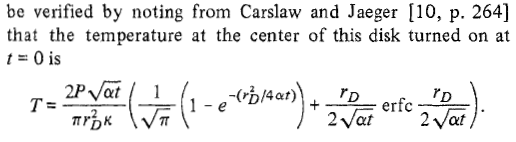 be verified by noting from Carslaw and Jaeger [10, p. 264]
that the temperature at the center of this disk turned on at
t = 0 is
T = \frac{2P\sqrt{\alpha t}}{\pi r_D^2 \kappa} \left( \frac{1}{\sqrt{\pi}} \left( 1 - e^{-(r_D^2/4\alpha t)} \right) + \frac{r_D}{2\sqrt{\alpha t}} \operatorname{erfc} \frac{r_D}{2\sqrt{\alpha t}} \right).